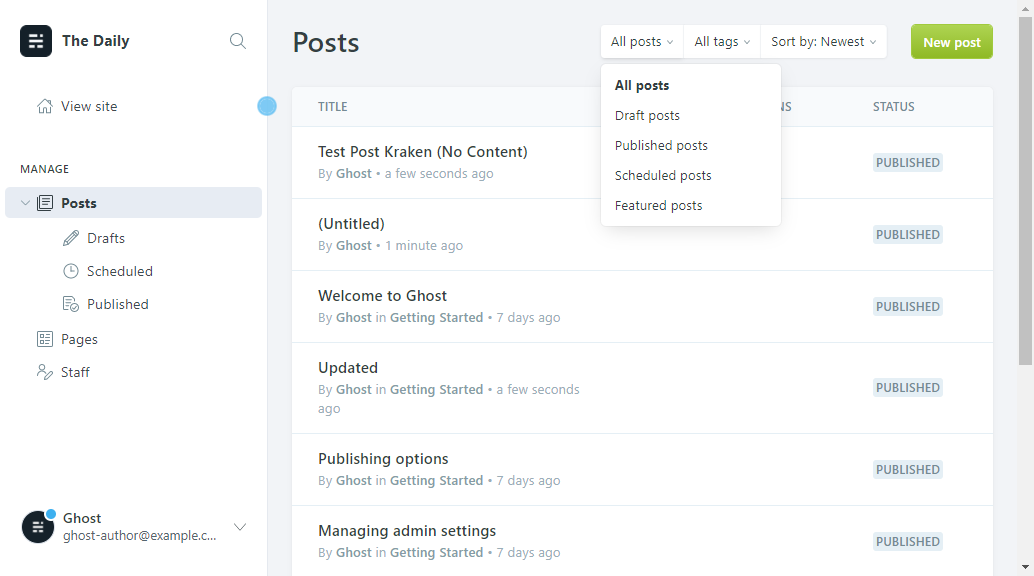 The Daily
View site
MANAGE
Posts
Drafts
Scheduled
Published
Pages
Staff
Ghost
ghost-author@example.c...
Posts
All posts
All tags
Sort by: Newest
New post
All posts
Draft posts
Published posts
Scheduled posts
Featured posts
TITLE
NS
STATUS
Test Post Kraken (No Content)
By Ghost • a few seconds ago
PUBLISHED
(Untitled)
By Ghost • 1 minute ago
PUBLISHED
Welcome to Ghost
By Ghost in Getting Started • 7 days ago
PUBLISHED
Updated
By Ghost in Getting Started • a few seconds
ago
PUBLISHED
Publishing options
By Ghost in Getting Started • 7 days ago
PUBLISHED
Managing admin settings
By Ghost in Getting Started • 7 days ago
PUBLISHED